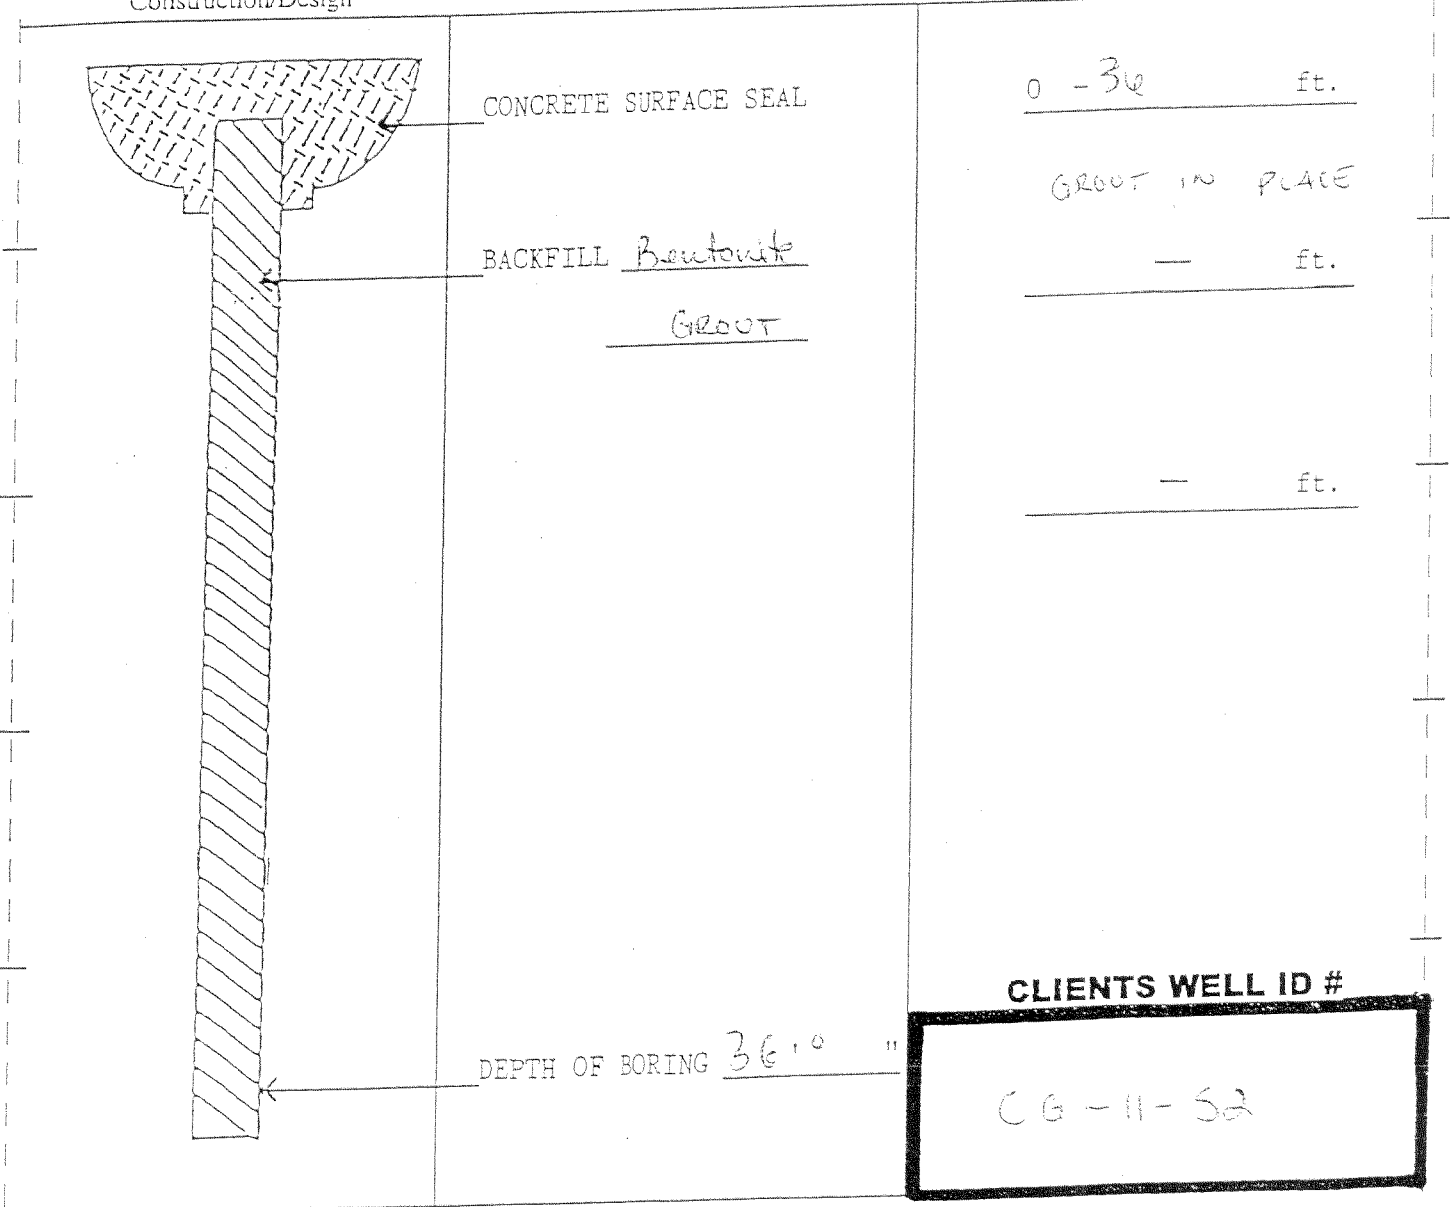 Construction/Design
CONCRETE SURFACE SEAL 0 - 36 ft.
GROUT IN PLACE
BACKFILL Bentonite — ft.
GROUT
— ft.
CLIENTS WELL ID #
DEPTH OF BORING 36'0 "
CG-11-S2